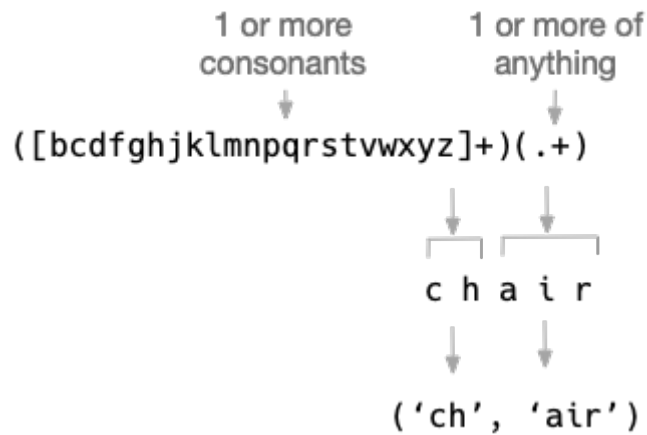 1 or more consonants
1 or more of anything
([bcdfghjklmnpqrstvwxyz]+)(.+)
c h a i r
(‘ch’, ‘air’)